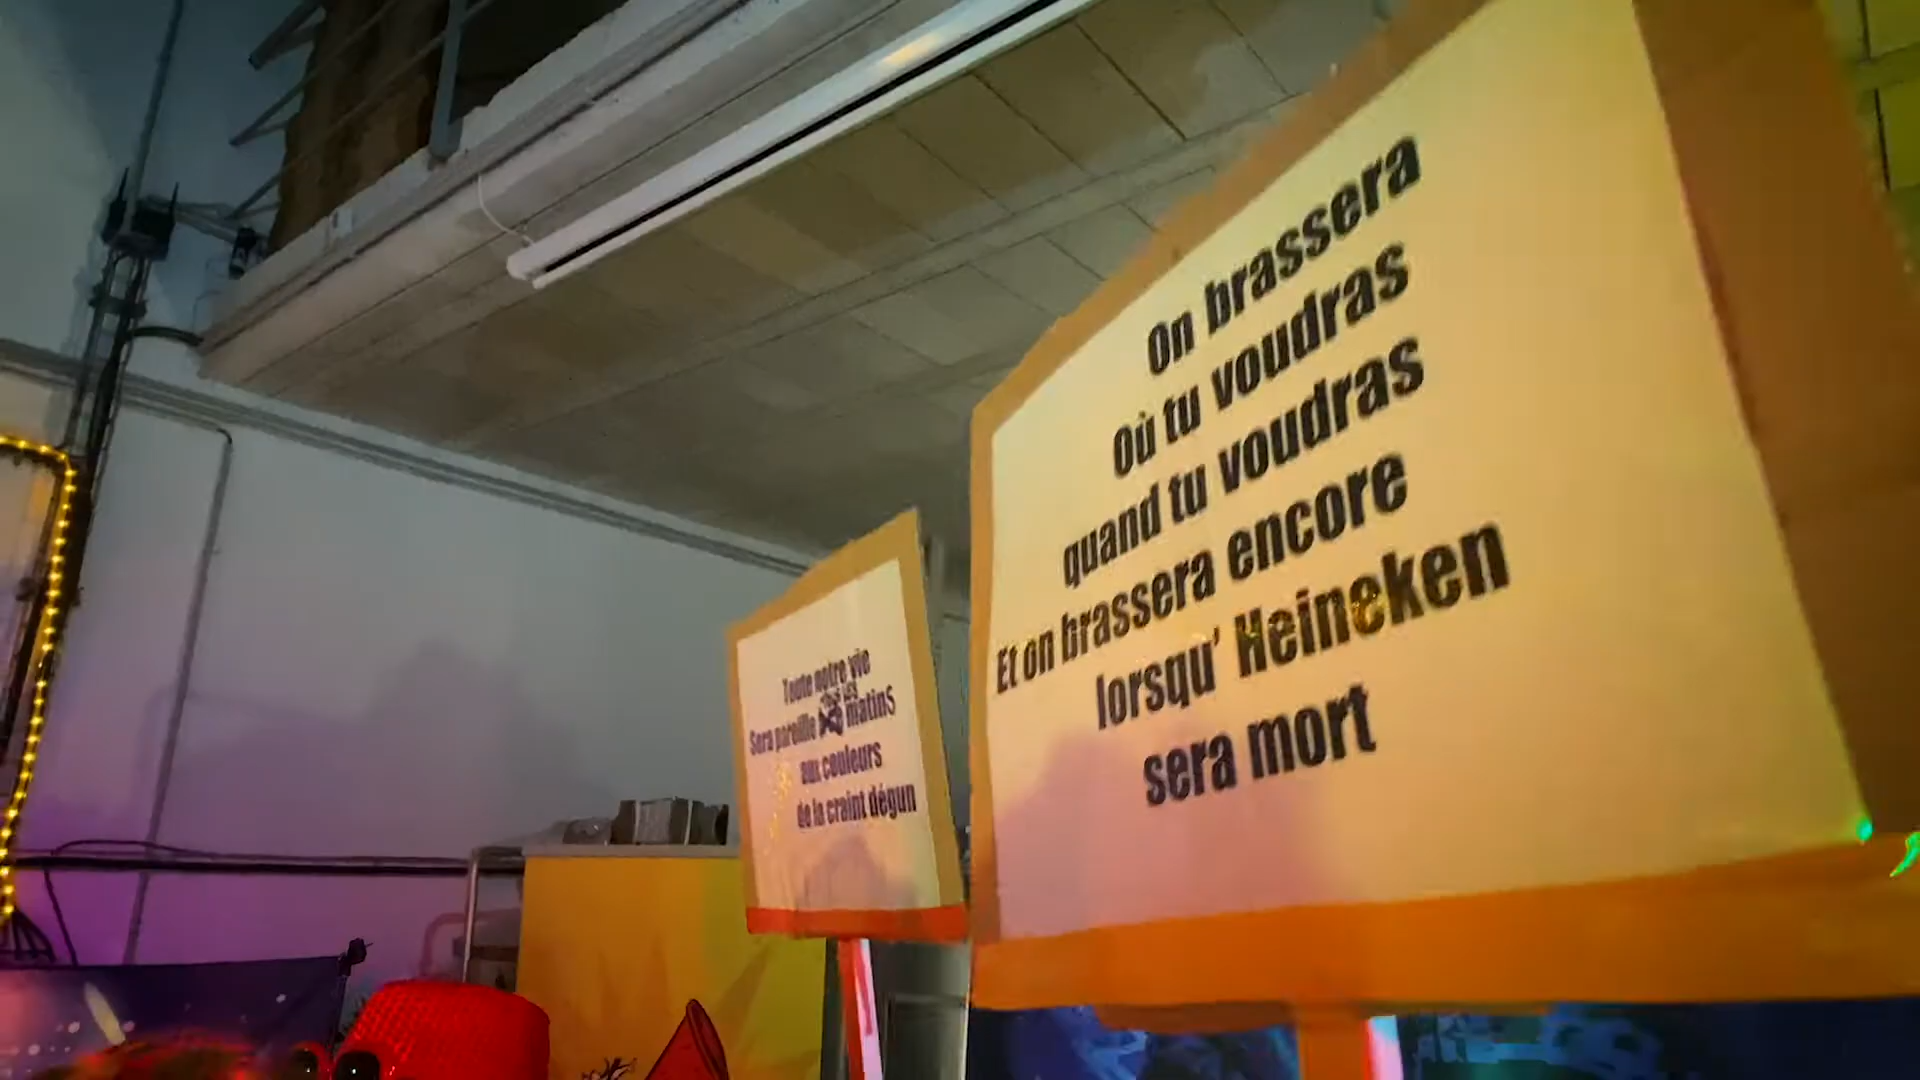 On brassera
Où tu voudras
quand tu voudras
Et on brassera encore
lorsqu' Heineken
sera mort
Toute notre vie
Sera pareille matins
aux couleurs
de la craint dégun